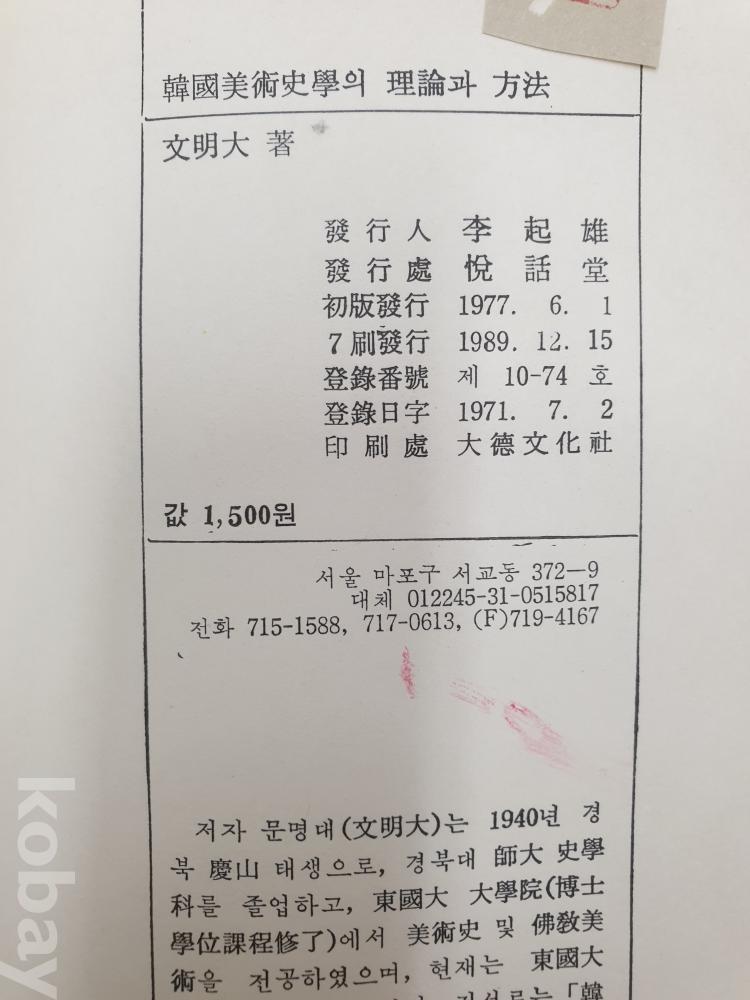 韓國美術史學의 理論과 方法
文明大 著
發行人 李起雄
發行處 悅話堂
初版發行 1977. 6. 1
7刷發行 1989. 12. 15
登錄番號 제 10-74 호
登錄日字 1971. 7. 2
印刷處 大德文化社
값 1,500원
서울 마포구 서교동 372—9
대체 012245-31-0515817
전화 715-1588, 717-0613, (F)719-4167
저자 문명대(文明大)는 1940년 경
북 慶山 태생으로, 경북대 師大 史學
科를 졸업하고, 東國大 大學院(博士
學位課程修了)에서 美術史 및 佛敎美
術을 전공하였으며, 현재는 東國大
「韓
kobay